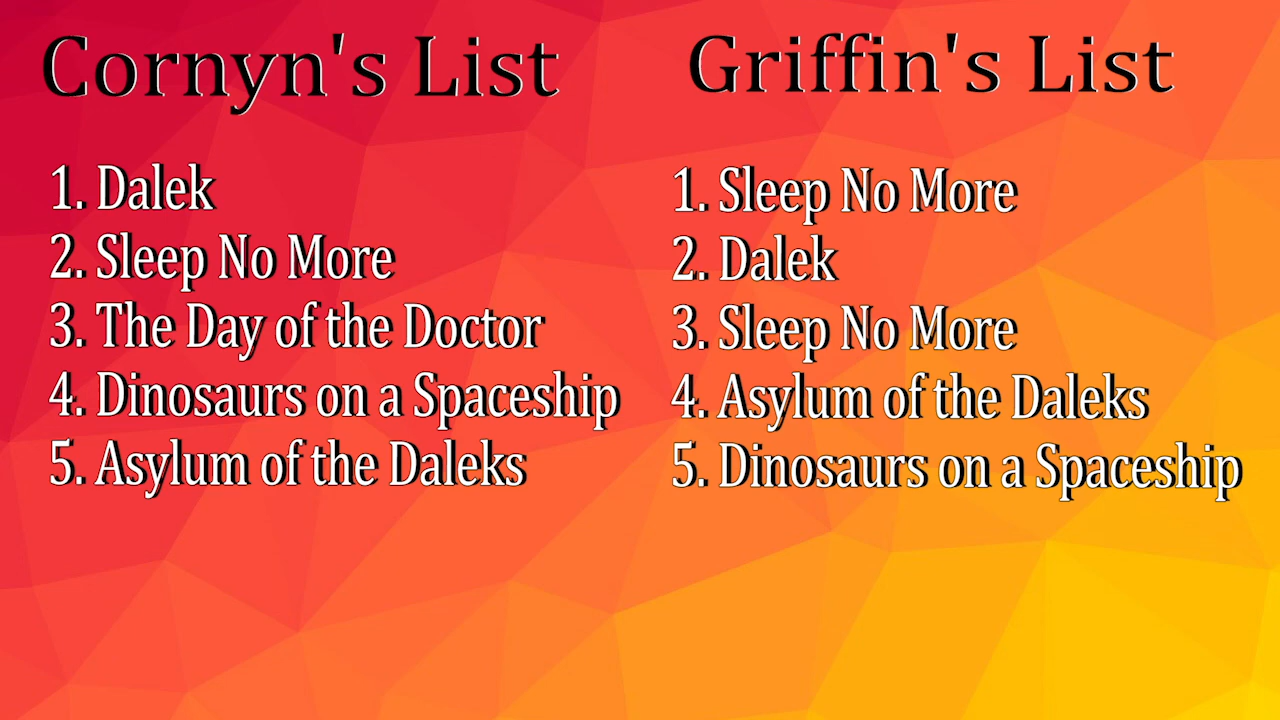 Cornyn's List
1. Dalek
2. Sleep No More
3. The Day of the Doctor
4. Dinosaurs on a Spaceship
5. Asylum of the Daleks
Griffin's List
1. Sleep No More
2. Dalek
3. Sleep No More
4. Asylum of the Daleks
5. Dinosaurs on a Spaceship